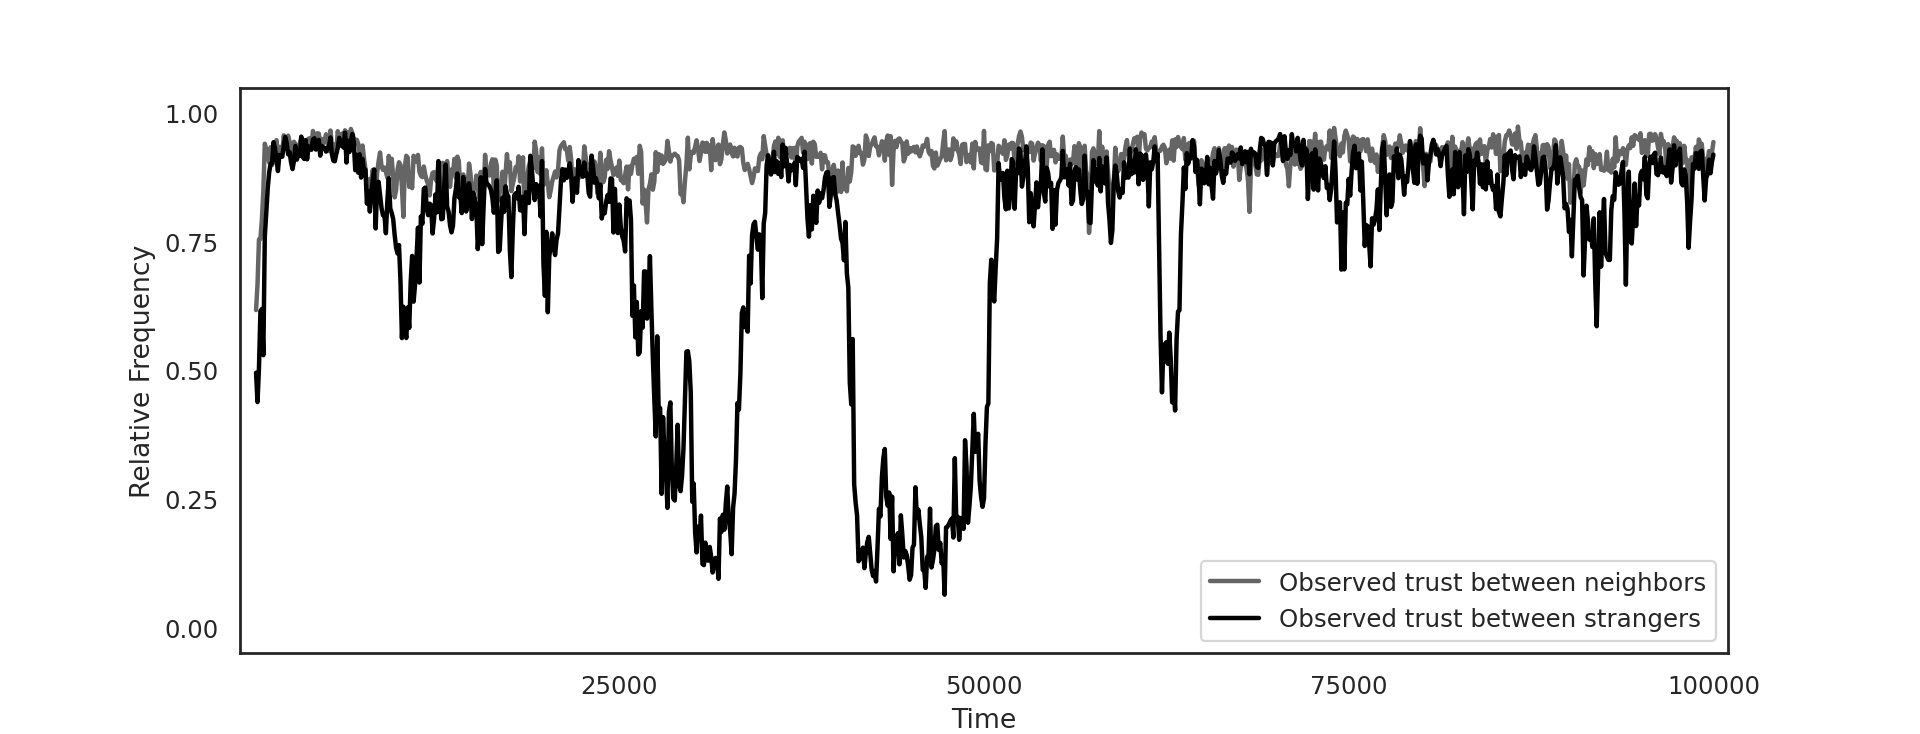 1.00
0.75
0.50
0.25
0.00
Relative Frequency
25000
50000
75000
100000
Time
Observed trust between neighbors
Observed trust between strangers